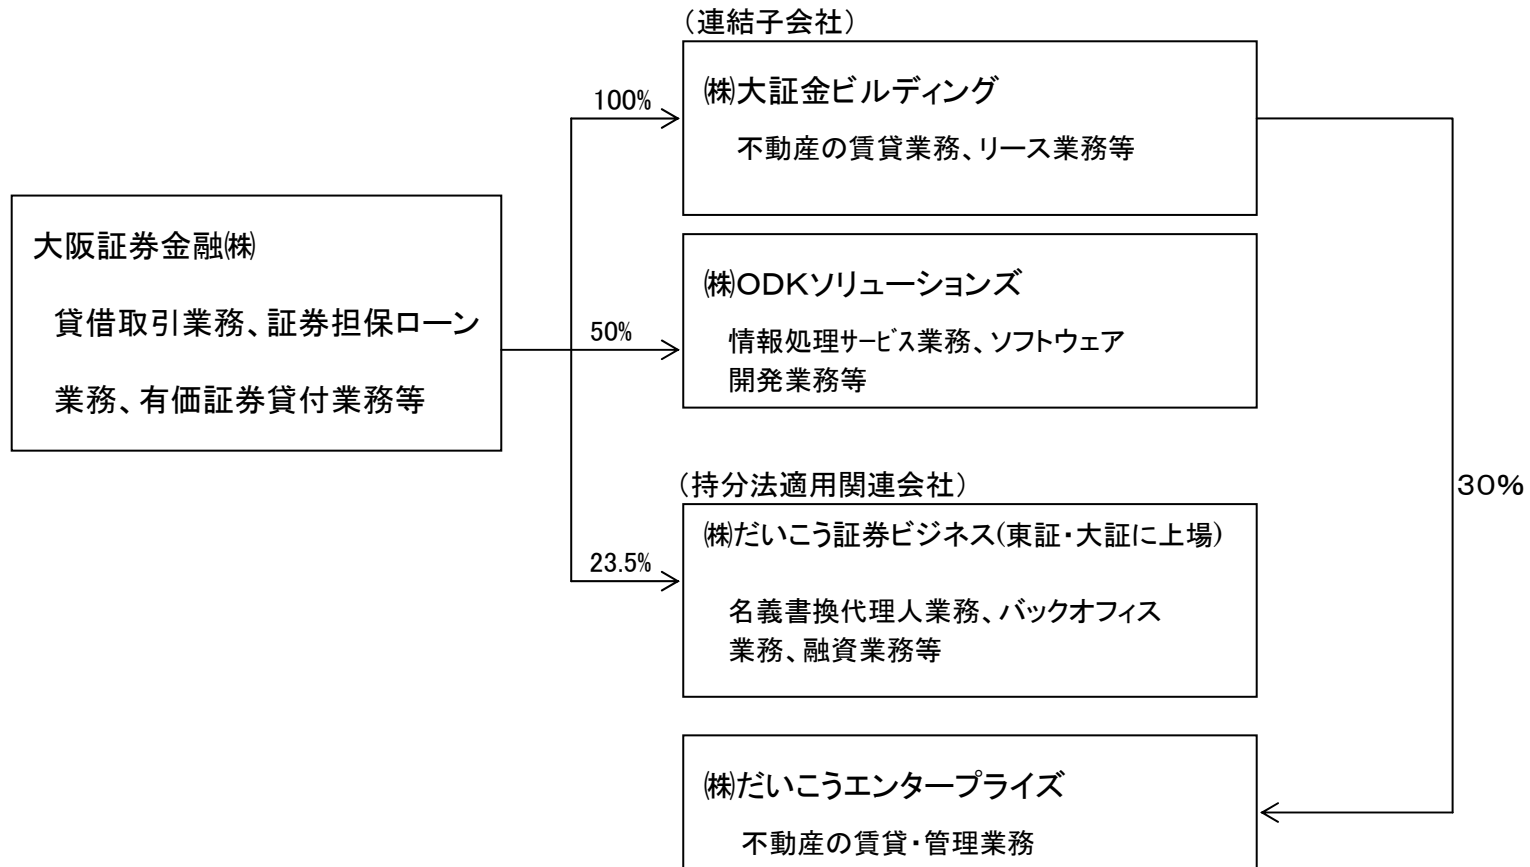 （連結子会社）
100%
㈱大証金ビルディング
不動産の賃貸業務、リース業務等
大阪証券金融㈱
貸借取引業務、証券担保ローン
業務、有価証券貸付業務等
50%
㈱ＯＤＫソリューションズ
情報処理ｻｰﾋﾞｽ業務、ソフトウェア
開発業務等
（持分法適用関連会社）
30%
23.5%
㈱だいこう証券ビジネス(東証・大証に上場)
名義書換代理人業務、バックオフィス
業務、融資業務等
㈱だいこうエンタープライズ
不動産の賃貸・管理業務